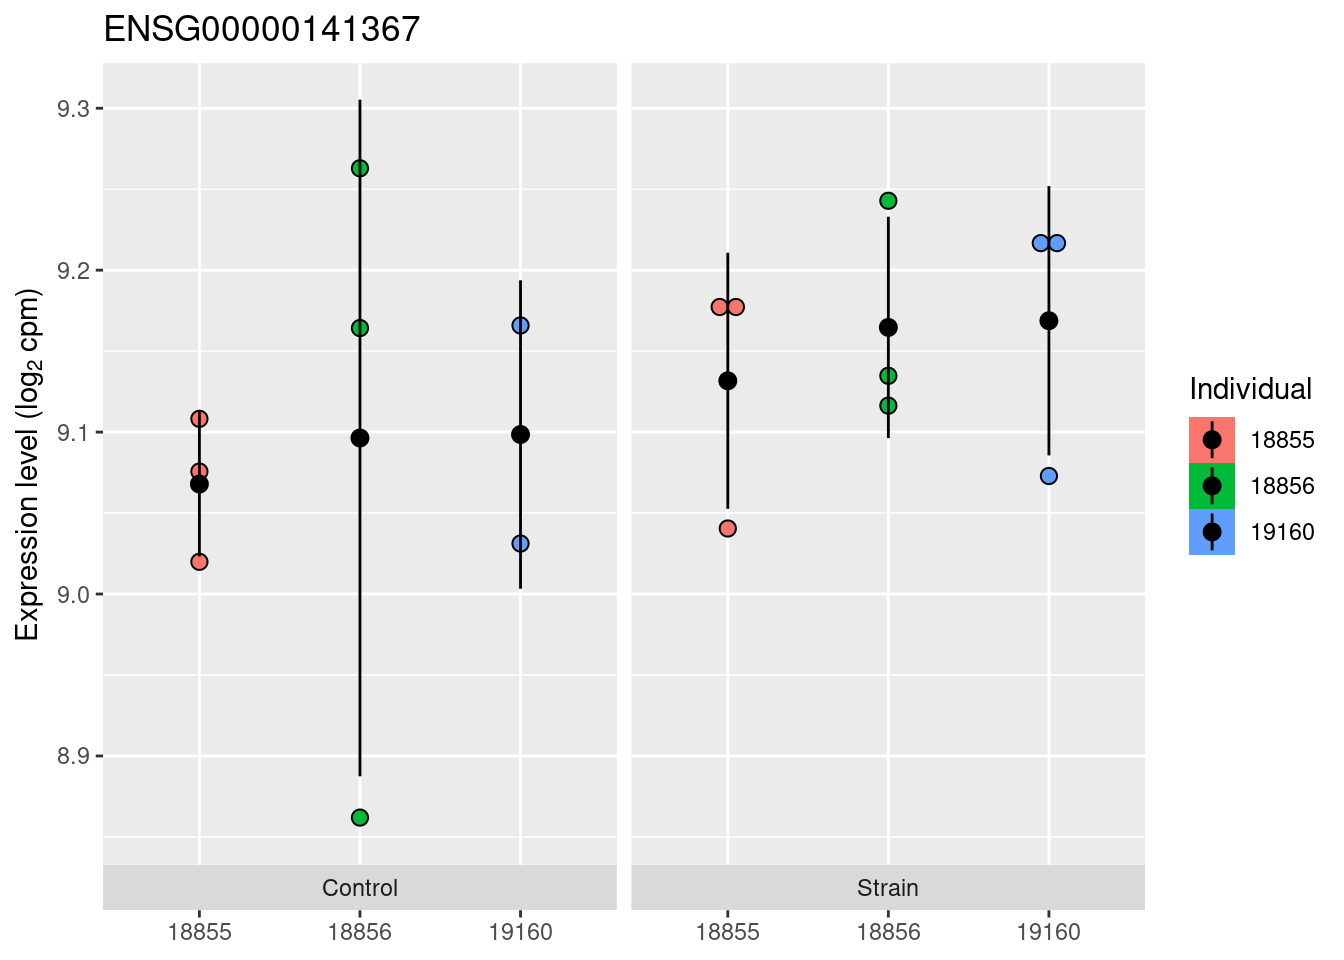 ENSG00000141367
Expression level (log₂ cpm)
9.3
9.2
9.1
9.0
8.9
Control
Strain
18855
18856
19160
18855
18856
19160
Individual
18855
18856
19160